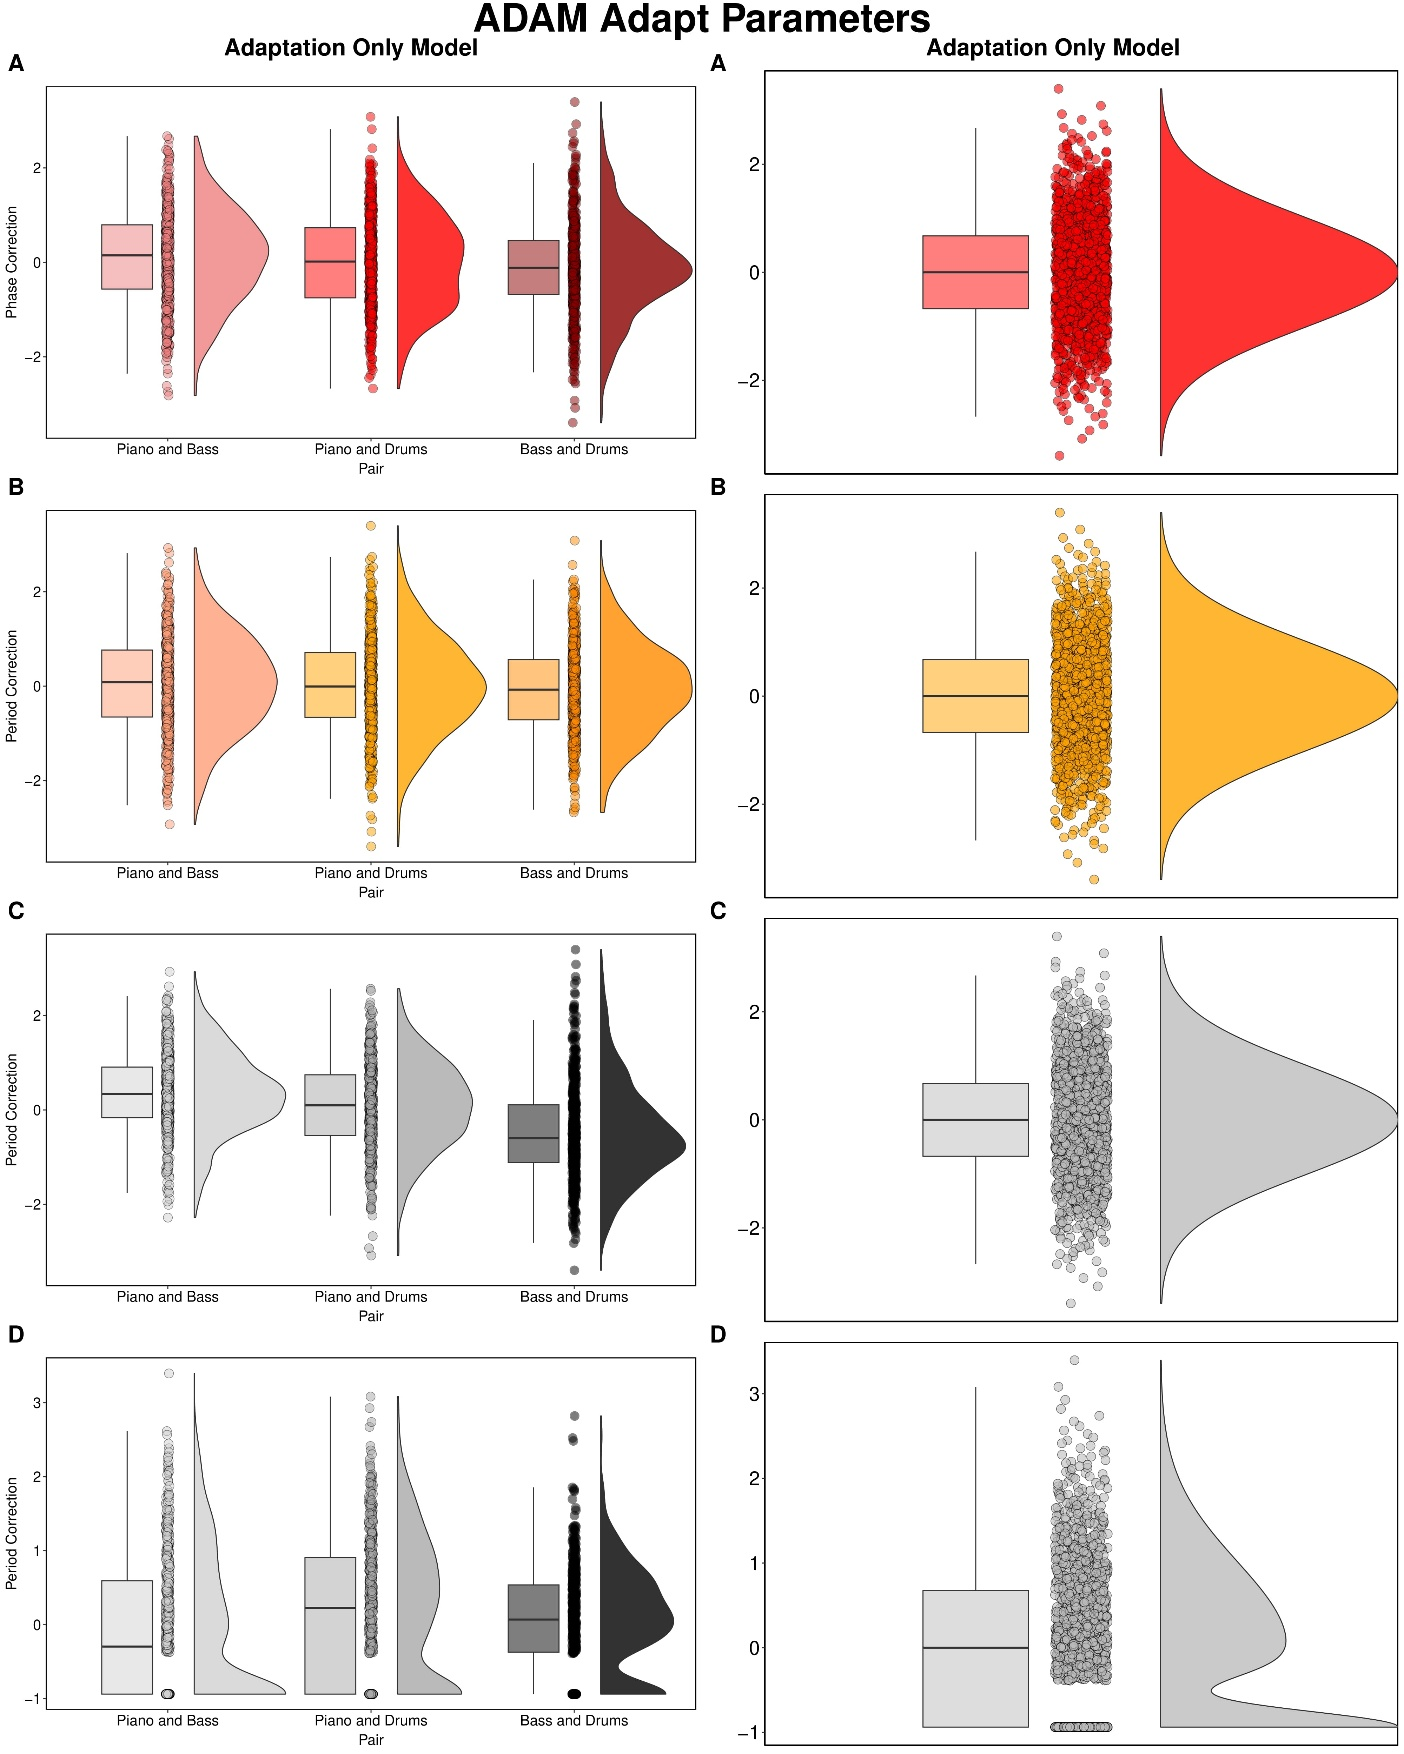 ADAM Adapt Parameters
Adaptation Only Model
A
Phase Correction
2
0
−2
Piano and Bass
Piano and Drums
Bass and Drums
Pair
B
Period Correction
2
0
−2
Piano and Bass
Piano and Drums
Bass and Drums
Pair
C
Period Correction
2
0
−2
Piano and Bass
Piano and Drums
Bass and Drums
Pair
D
Period Correction
3
2
1
0
−1
Piano and Bass
Piano and Drums
Bass and Drums
Pair
Adaptation Only Model
A
2
0
−2
B
2
0
−2
C
2
0
−2
D
3
2
1
0
−1